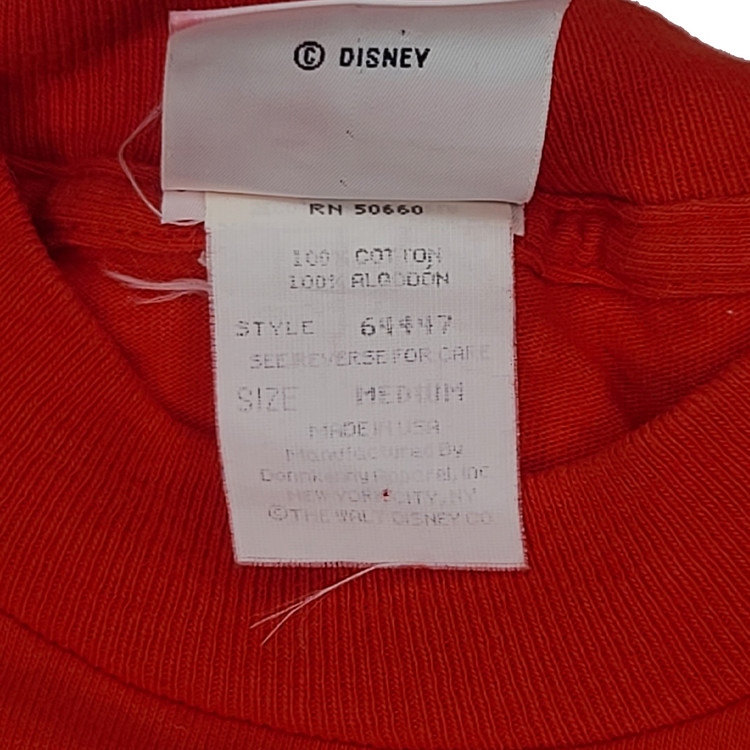 © DISNEY
RN 50660
100% COTTON
100% ALGODÓN
STYLE 64447
SEE REVERSE FOR CARE
SIZE MEDIUM
MADE IN USA
Manufactured By
Donnkenny Apparel, Inc
NEW YORK CITY, NY
© THE WALT DISNEY CO